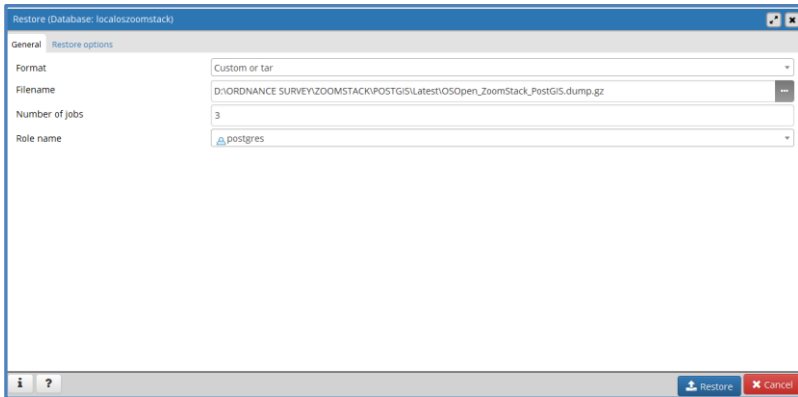 Restore (Database: localoszoomstack)
General Restore options
Format Custom or tar
Filename D:\ORDNANCE SURVEY\ZOOMSTACK\POSTGIS\Latest\OSOpen_ZoomStack_PostGIS.dump.gz
Number of jobs 3
Role name postgres
i ? Restore Cancel